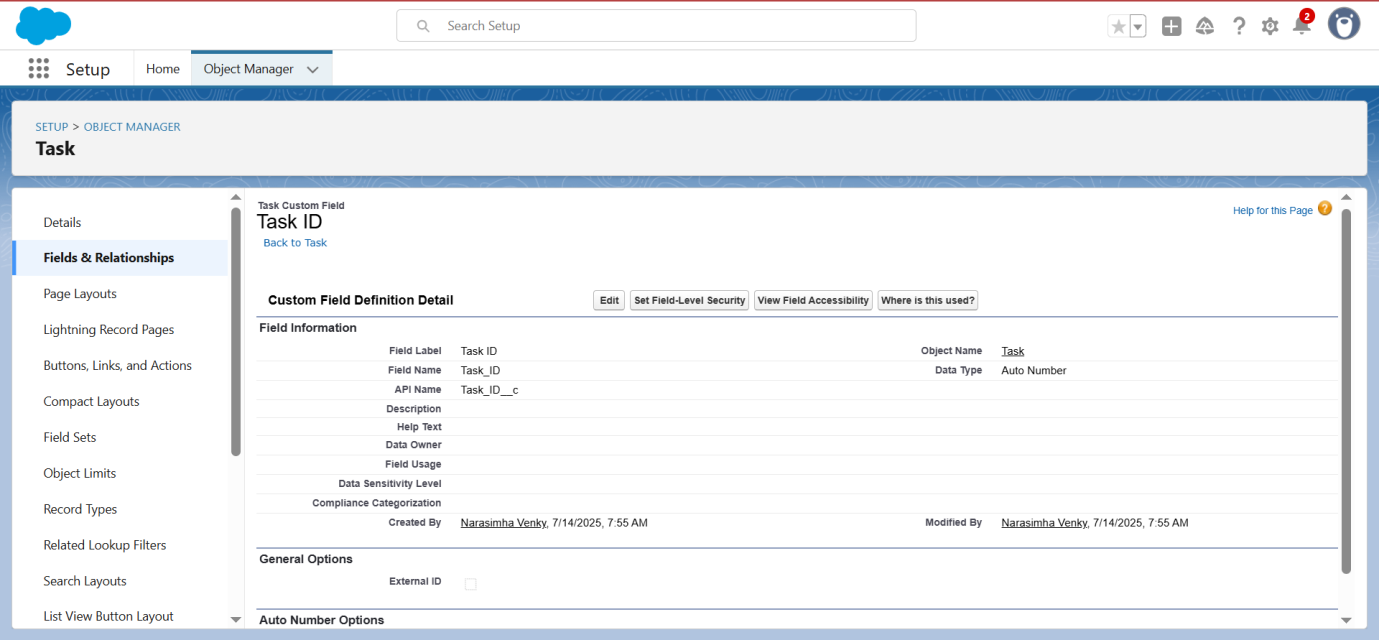 Search Setup
2
Setup
Home
Object Manager
SETUP > OBJECT MANAGER
Task
Details
Fields & Relationships
Page Layouts
Lightning Record Pages
Buttons, Links, and Actions
Compact Layouts
Field Sets
Object Limits
Record Types
Related Lookup Filters
Search Layouts
List View Button Layout
Task Custom Field
Task ID
Back to Task
Help for this Page ?
Custom Field Definition Detail
Edit
Set Field-Level Security
View Field Accessibility
Where is this used?
Field Information
Field Label Task ID Object Name Task
Field Name Task_ID Data Type Auto Number
API Name Task_ID__c
Description
Help Text
Data Owner
Field Usage
Data Sensitivity Level
Compliance Categorization
Created By Narasimha Venky, 7/14/2025, 7:55 AM Modified By Narasimha Venky, 7/14/2025, 7:55 AM
General Options
External ID
Auto Number Options